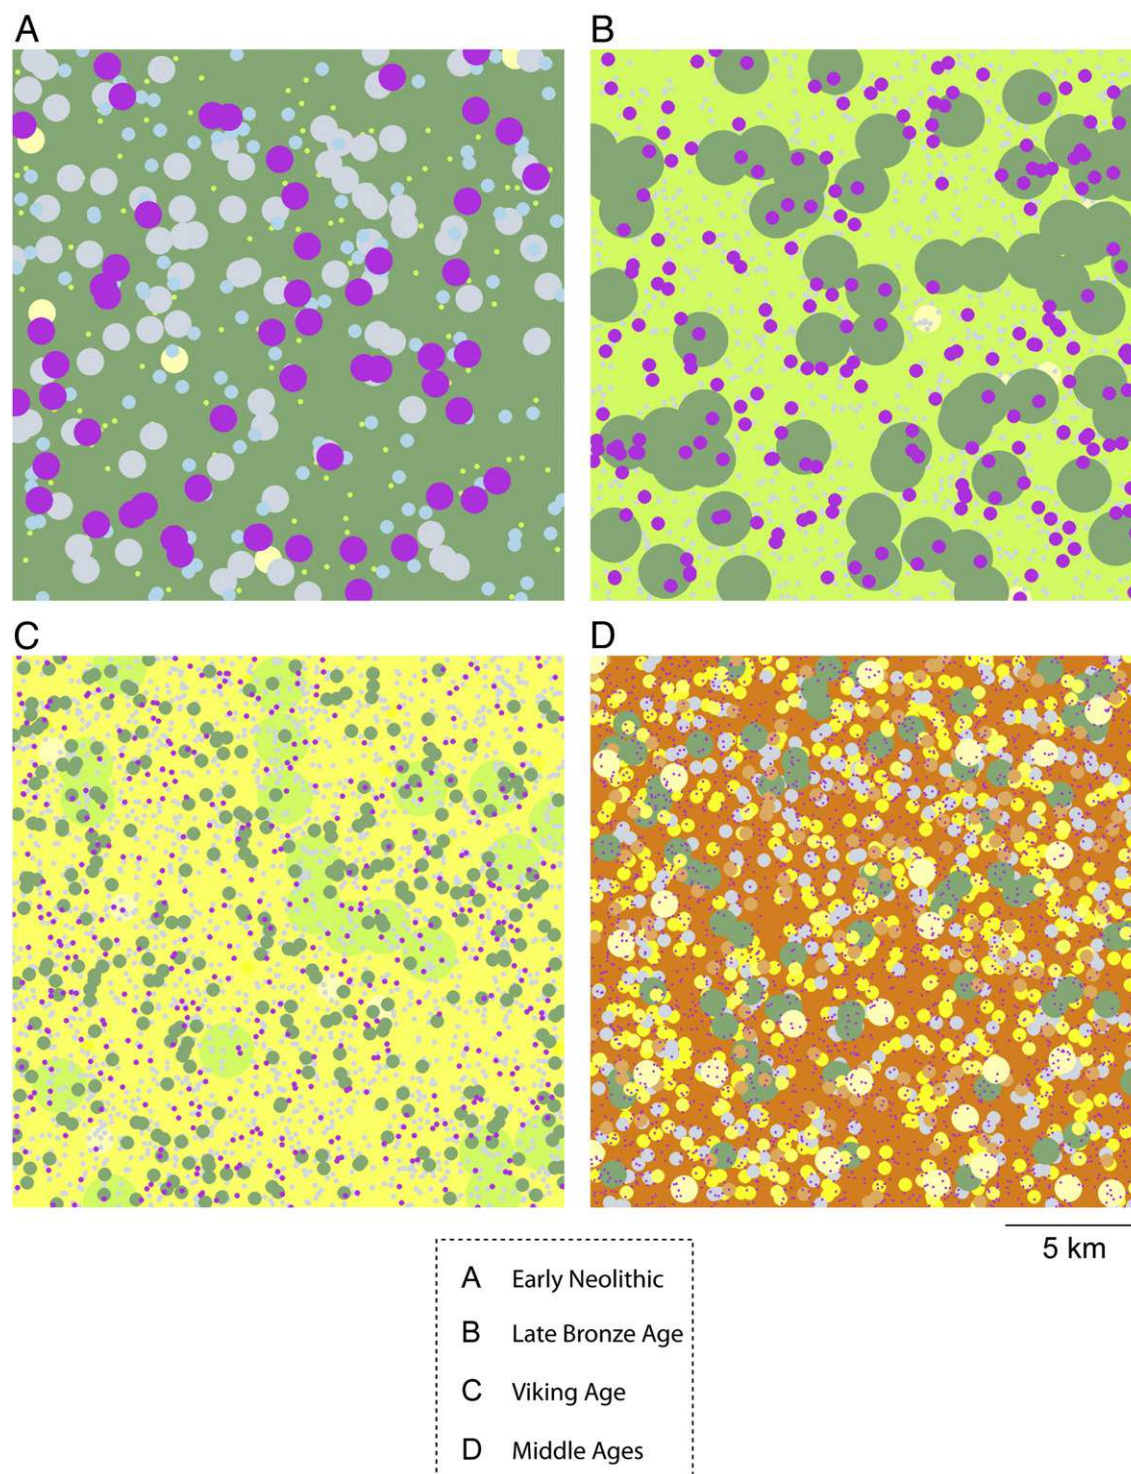 A
B
C
D
5 km
A Early Neolithic
B Late Bronze Age
C Viking Age
D Middle Ages